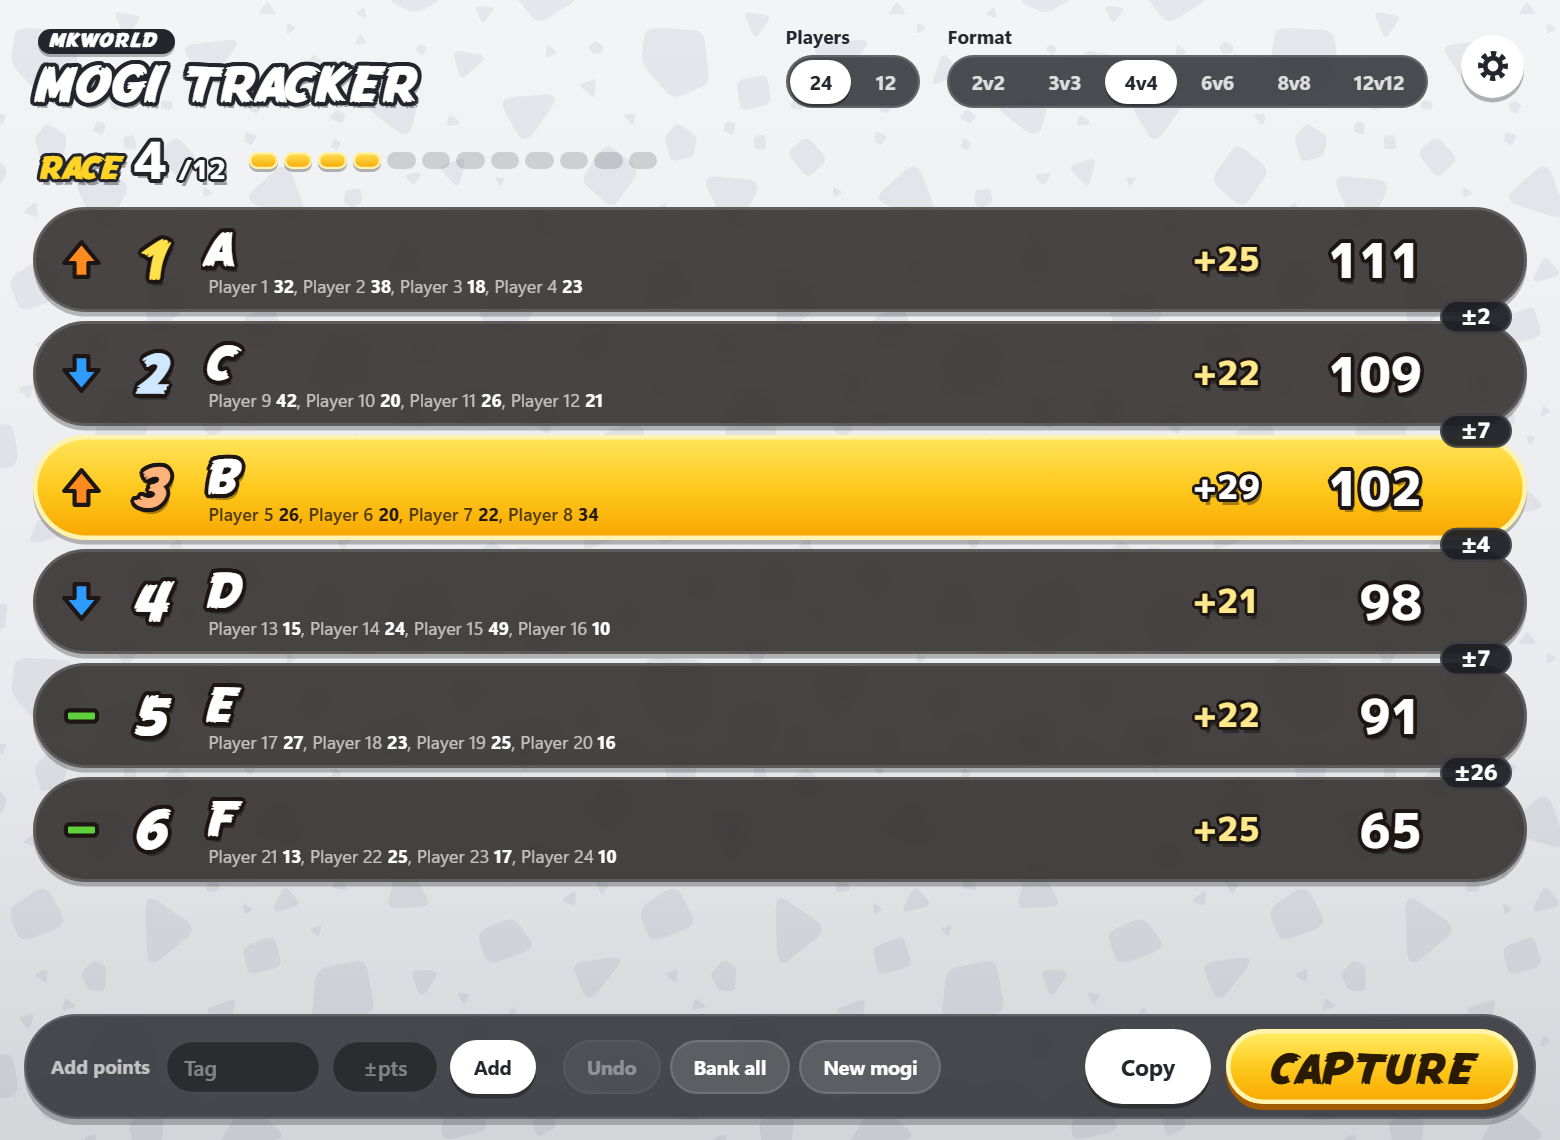 MKWORLD
MOGI TRACKER
Players
24 12
Format
2v2 3v3 4v4 6v6 8v8 12v12
RACE 4 /12
1 A
Player 1 32, Player 2 38, Player 3 18, Player 4 23
+25 111
±2
2 C
Player 9 42, Player 10 20, Player 11 26, Player 12 21
+22 109
±7
3 B
Player 5 26, Player 6 20, Player 7 22, Player 8 34
+29 102
±4
4 D
Player 13 15, Player 14 24, Player 15 49, Player 16 10
+21 98
±7
5 E
Player 17 27, Player 18 23, Player 19 25, Player 20 16
+22 91
±26
6 F
Player 21 13, Player 22 25, Player 23 17, Player 24 10
+25 65
Add points Tag ±pts Add Undo Bank all New mogi Copy CAPTURE